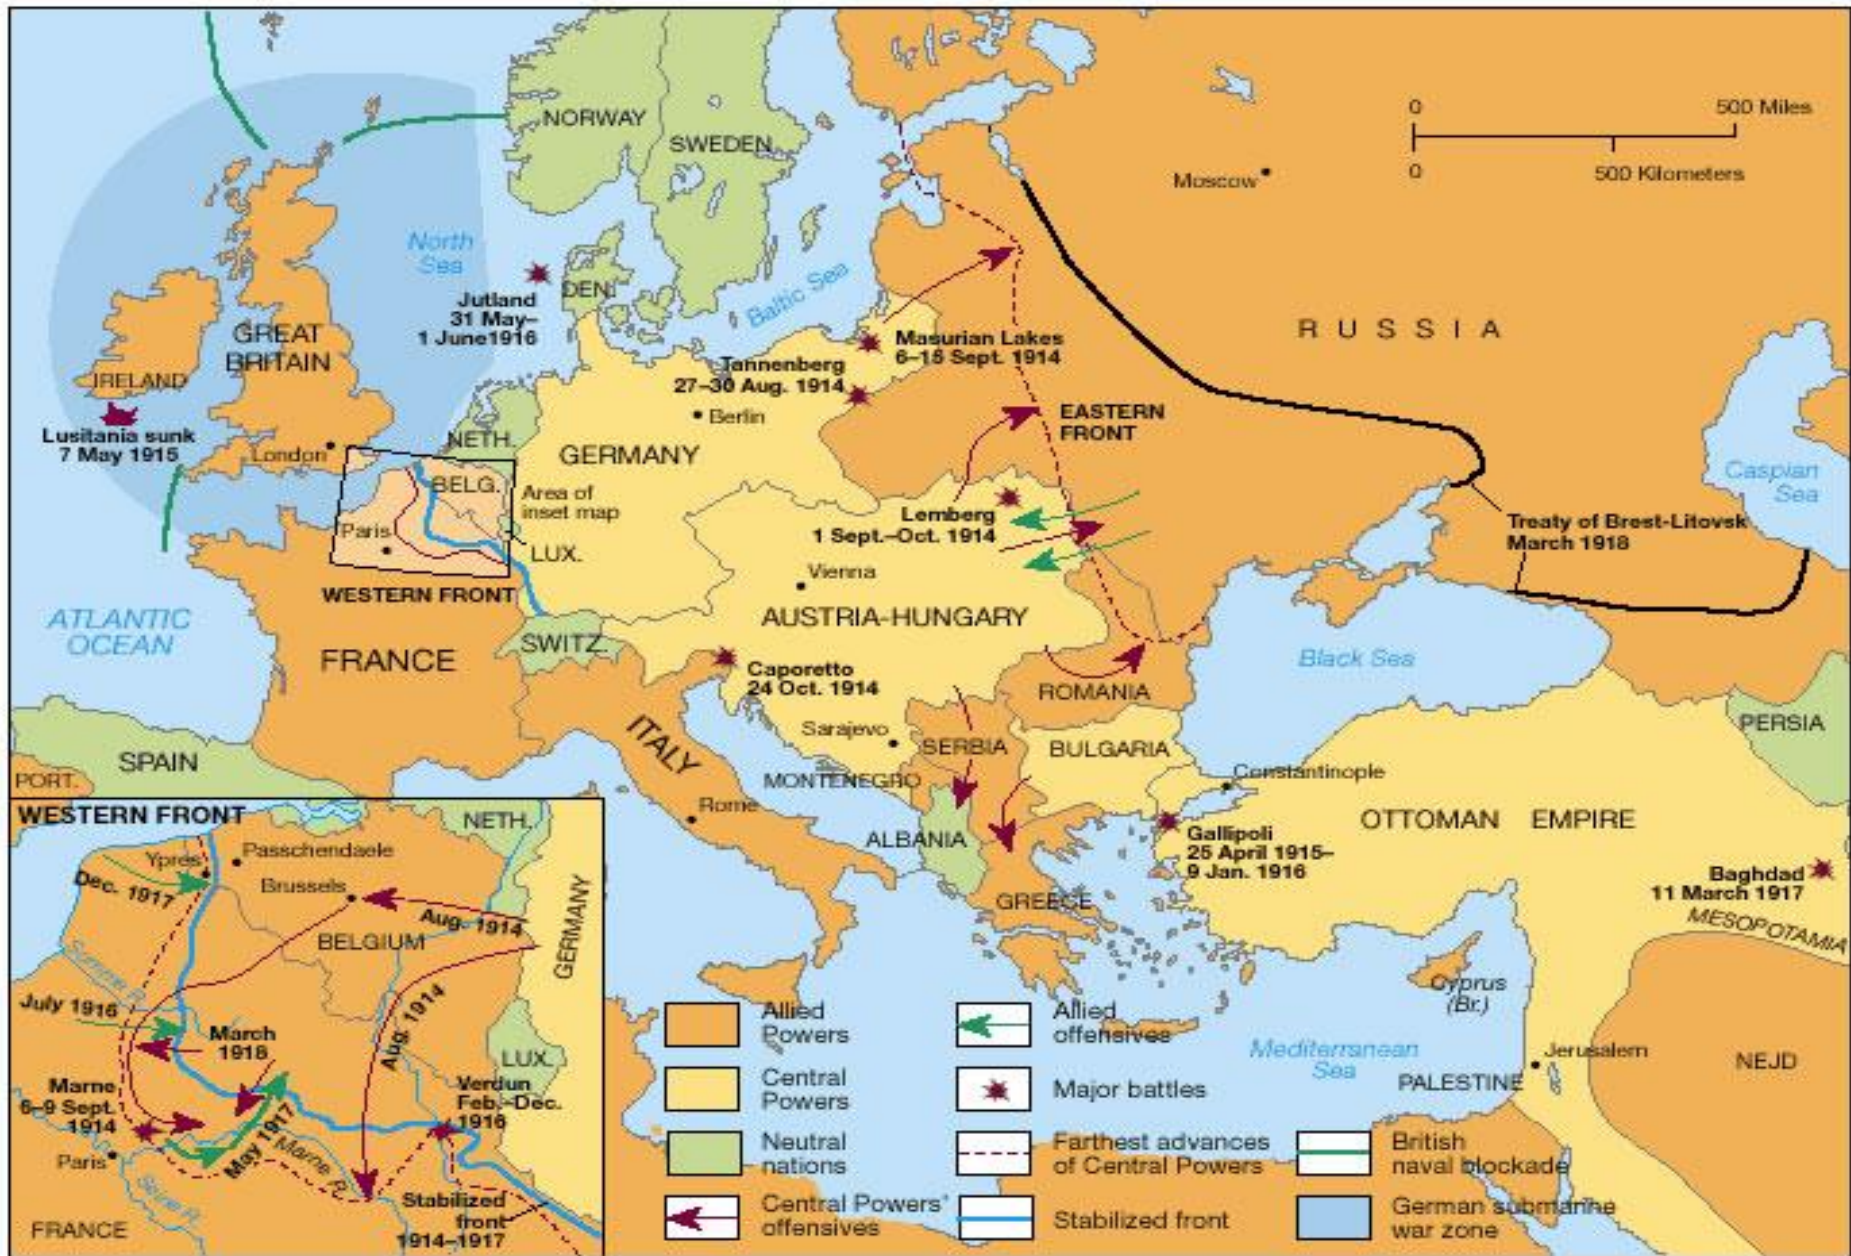 NORWAY
SWEDEN
0
500 Miles
0
500 Kilometers
Moscow
North
Sea
Baltic Sea
DEN.
Jutland
31 May–
1 June1916
GREAT
BRITAIN
IRELAND
RUSSIA
Masurian Lakes
6–15 Sept. 1914
Tannenberg
27–30 Aug. 1914
Berlin
EASTERN
FRONT
Lusitania sunk
7 May 1915
London
NETH.
GERMANY
BELG.
Area of
inset map
Paris
LUX.
Caspian
Sea
Lemberg
1 Sept.–Oct. 1914
Treaty of Brest-Litovsk
March 1918
Vienna
WESTERN FRONT
ATLANTIC
OCEAN
AUSTRIA-HUNGARY
FRANCE
SWITZ.
Black Sea
Caporetto
24 Oct. 1914
ROMANIA
ITALY
Sarajevo
SERBIA
BULGARIA
PERSIA
SPAIN
PORT.
MONTENEGRO
Constantinople
Rome
ALBANIA
OTTOMAN EMPIRE
Gallipoli
25 April 1915–
9 Jan. 1916
Baghdad
11 March 1917
MESOPOTAMIA
GREECE
Cyprus
(Br.)
Mediterranean
Sea
Jerusalem
PALESTINE
NEJD
WESTERN FRONT
NETH.
Ypres
Passchendaele
Dec. 1917
Brussels
Aug. 1914
BELGIUM
GERMANY
Somme R.
July 1916
March
1918
Aug. 1914
LUX.
Marne
6–9 Sept.
1914
Verdun
Feb.–Dec.
1916
May 1917
Marne R.
Paris
Seine R.
Stabilized
front
1914–1917
FRANCE
Allied
Powers
Central
Powers
Neutral
nations
Central Powers'
offensives
Allied
offensives
Major battles
Farthest advances
of Central Powers
Stabilized front
British
naval blockade
German submarine
war zone